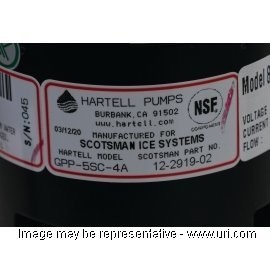 HARTELL PUMPS
BURBANK, CA 91502
www.hartell.com
NSF
03/12/20
MANUFACTURED FOR
SCOTSMAN ICE SYSTEMS
HARTELL MODEL SCOTSMAN PART NO.
GPP-5SC-4A 12-2919-02
S/N:045
Model
VOLTAGE
CURRENT
FLOW:
Image may be representative - www.uri.com